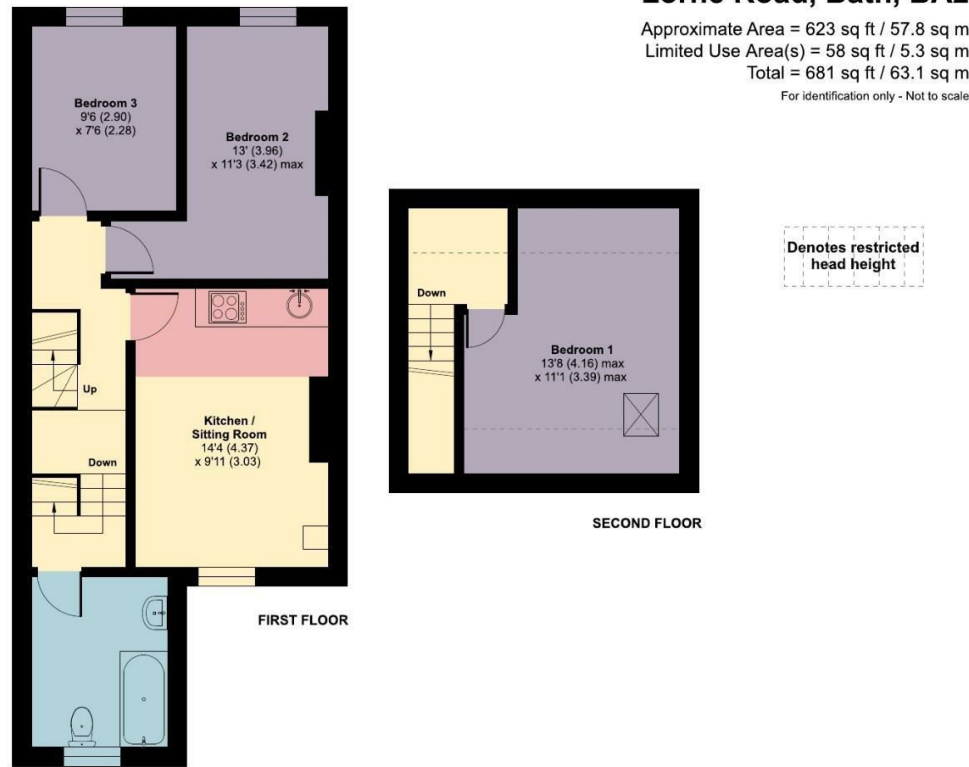 Lorne Road, Bath, BA2
Approximate Area = 623 sq ft / 57.8 sq m
Limited Use Area(s) = 58 sq ft / 5.3 sq m
Total = 681 sq ft / 63.1 sq m
For identification only - Not to scale
Bedroom 3
9'6 (2.90)
x 7'6 (2.28)
Bedroom 2
13' (3.96)
x 11'3 (3.42) max
Up
Down
Kitchen /
Sitting Room
14'4 (4.37)
x 9'11 (3.03)
FIRST FLOOR
Down
Bedroom 1
13'8 (4.16) max
x 11'1 (3.39) max
SECOND FLOOR
Denotes restricted
head height